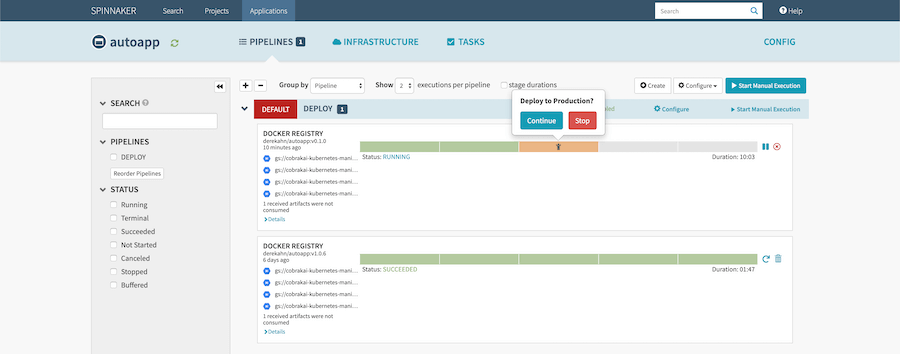 SPINNAKER Search Projects Applications Search Help
autoapp PIPELINES 1 INFRASTRUCTURE TASKS CONFIG
Group by Pipeline Show 2 executions per pipeline stage durations Create Configure Start Manual Execution
SEARCH
PIPELINES
DEPLOY
Reorder Pipelines
STATUS
Running
Terminal
Succeeded
Not Started
Canceled
Stopped
Buffered
DEFAULT DEPLOY 1 Configure Start Manual Execution
Deploy to Production?
Continue Stop
DOCKER REGISTRY
derekahn/autoapp:v0.1.0
10 minutes ago
gs://cobrakai-kubernetes-mani...
gs://cobrakai-kubernetes-mani...
gs://cobrakai-kubernetes-mani...
gs://cobrakai-kubernetes-mani...
1 received artifacts were not
consumed
Details
Status: RUNNING Duration: 10:03
DOCKER REGISTRY
derekahn/autoapp:v1.0.6
6 days ago
gs://cobrakai-kubernetes-mani...
gs://cobrakai-kubernetes-mani...
gs://cobrakai-kubernetes-mani...
gs://cobrakai-kubernetes-mani...
1 received artifacts were not
consumed
Details
Status: SUCCEEDED Duration: 01:47